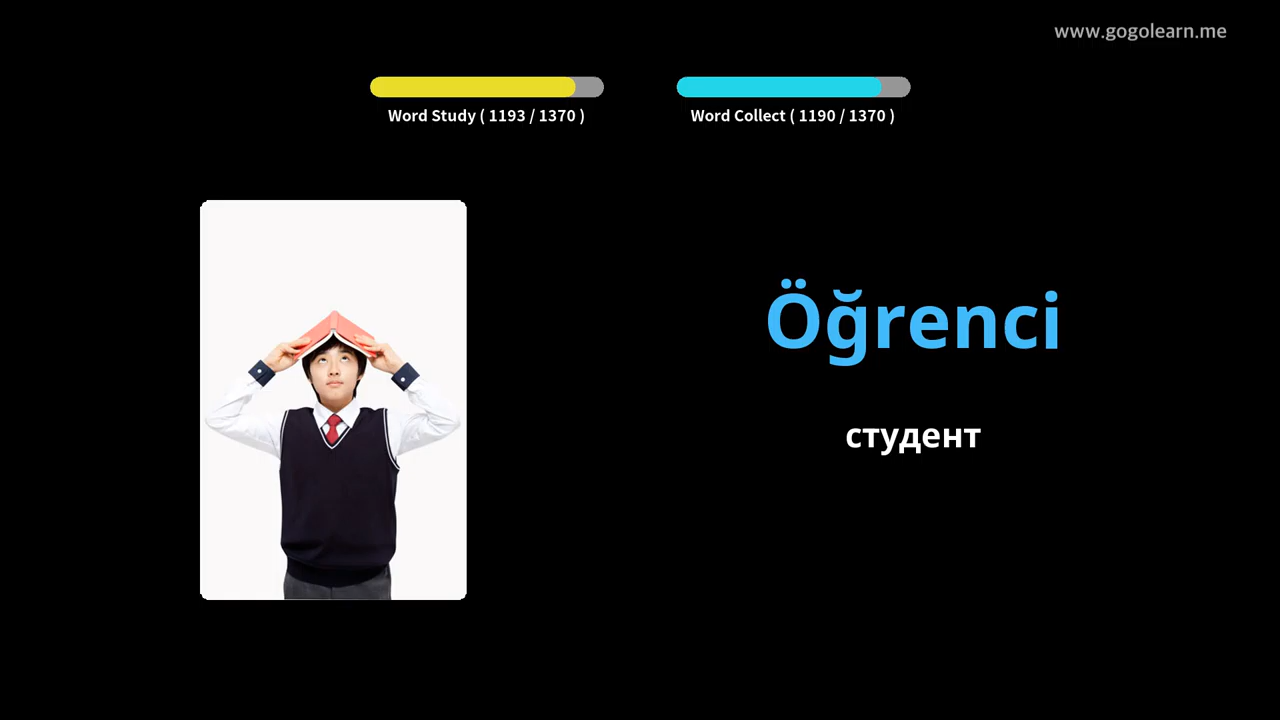 www.gogolearn.me
Word Study ( 1193 / 1370 )
Word Collect ( 1190 / 1370 )
Öğrenci
студент